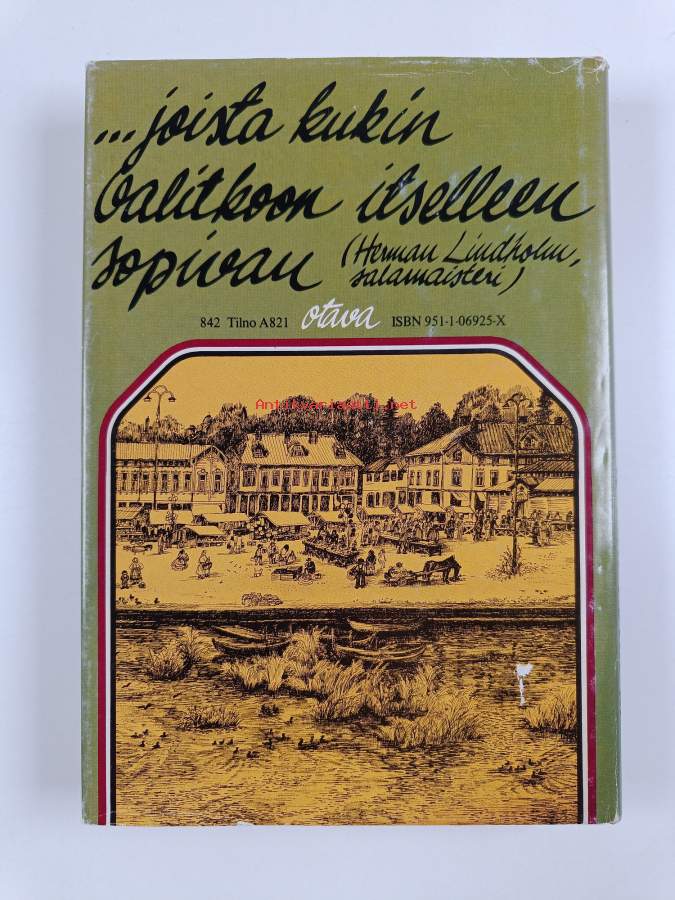 ...joista kukin
valitkoon itselleen
sopivan (Herman Lindholm,
salamaisteri)
842 Tilno A821 otava ISBN 951-1-06925-X
Antikvariaatti.net